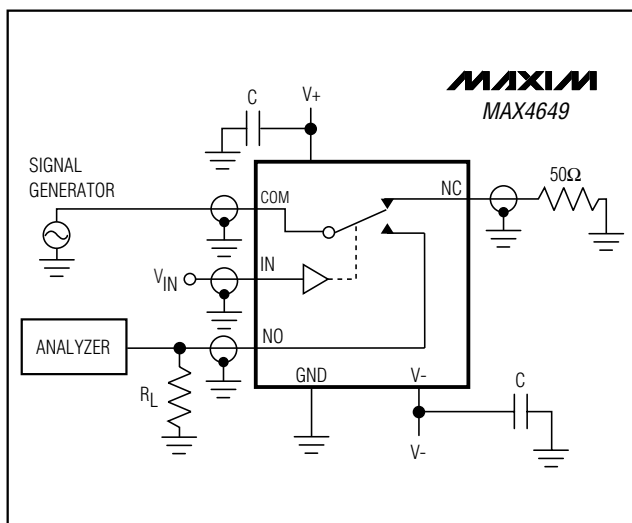 MAXIM
MAX4649
V+
C
SIGNAL
GENERATOR
COM
NC
50Ω
VIN
IN
ANALYZER
NO
RL
GND
V-
C
V-